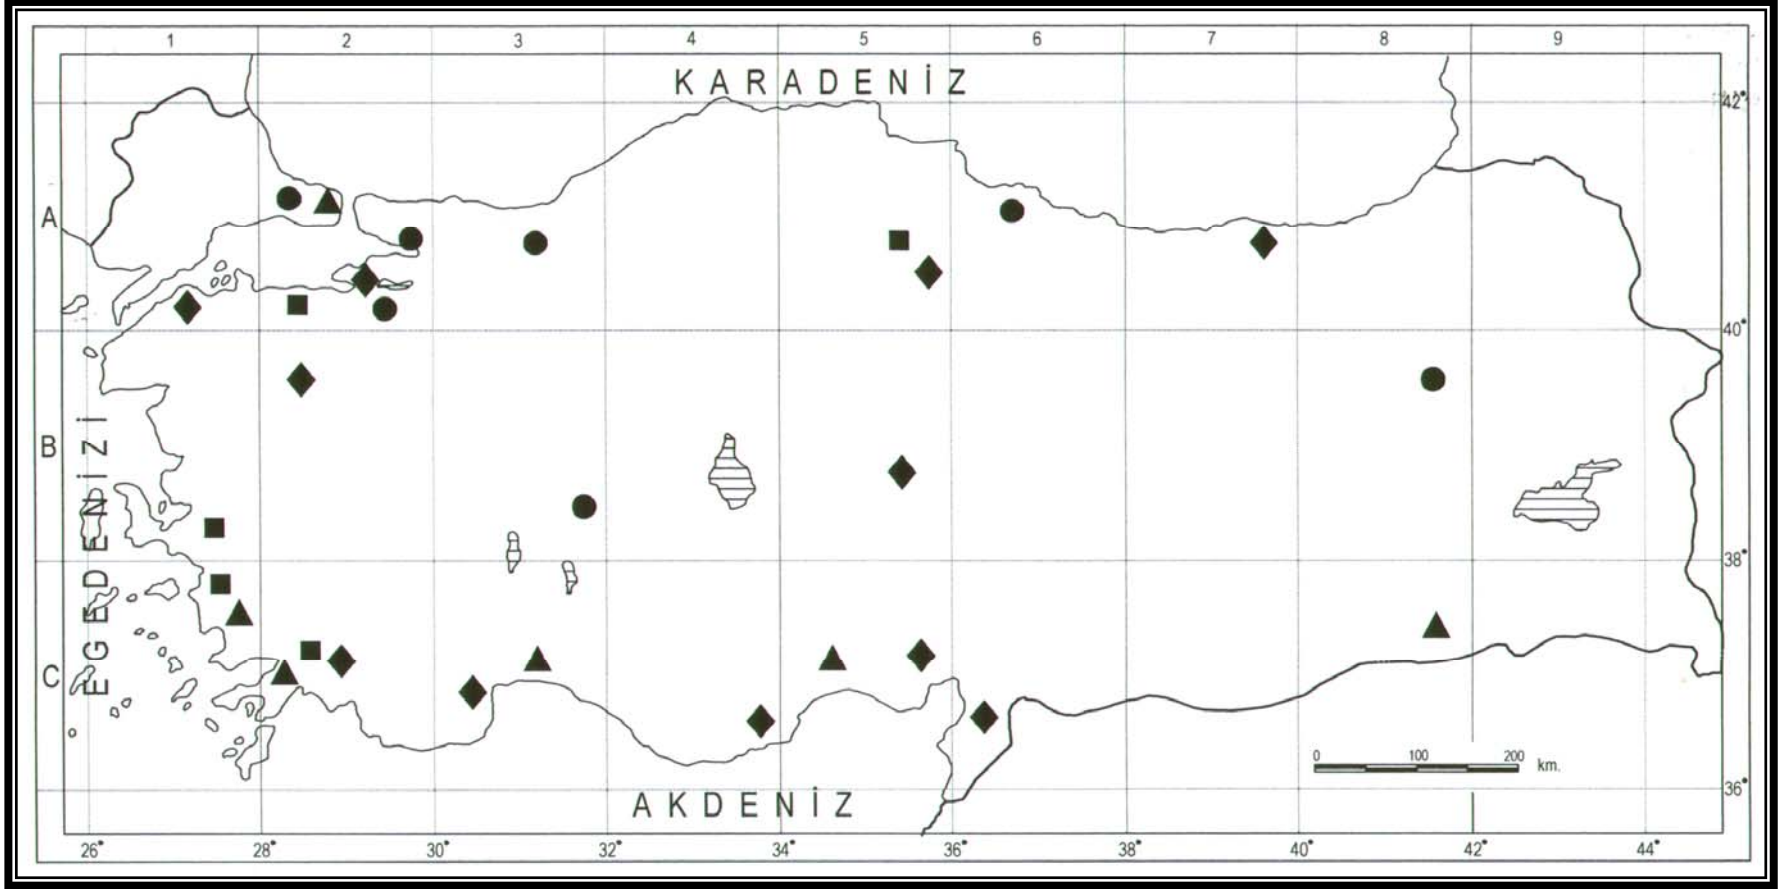 1 2 3 4 5 6 7 8 9
KARADENİZ
42°
A
40°
B
EGE DENİZİ
38°
C
0 100 200
km.
36°
AKDENİZ
26° 28° 30° 32° 34° 36° 38° 40° 42° 44°